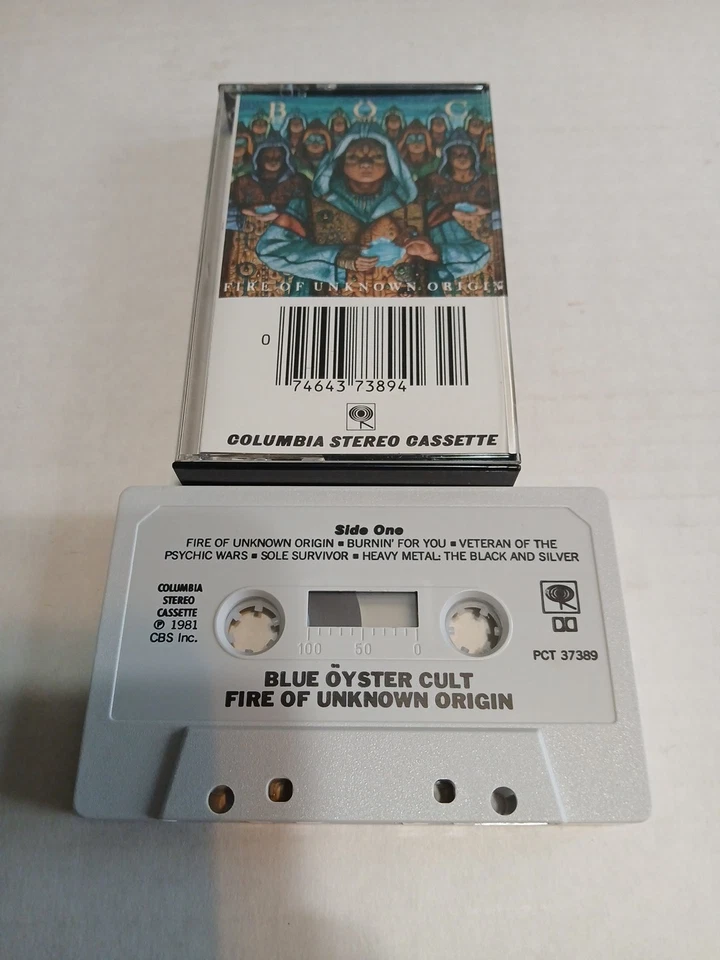 BÖC
FIRE OF UNKNOWN ORIGIN
0 74643 73894
COLUMBIA STEREO CASSETTE
Side One
FIRE OF UNKNOWN ORIGIN ▪ BURNIN' FOR YOU ▪ VETERAN OF THE
PSYCHIC WARS ▪ SOLE SURVIVOR ▪ HEAVY METAL: THE BLACK AND SILVER
COLUMBIA
STEREO
CASSETTE
℗ 1981
CBS Inc.
100 50 0
PCT 37389
BLUE ÖYSTER CULT
FIRE OF UNKNOWN ORIGIN